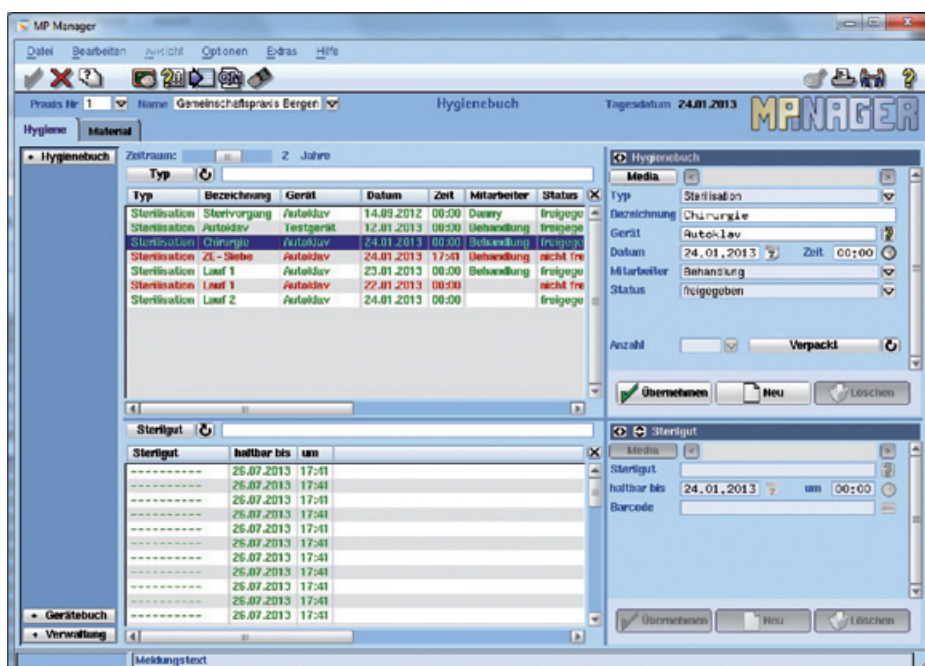 MP Manager
Datei Bearbeiten Ansicht Optionen Extras Hilfe
Praxis Nr 1 Name Gemeinschaftspraxis Bergen Hygienebuch Tagesdatum 24.01.2013 MP.NAGER
Hygiene Material
Hygienebuch
Zeitraum: 2 Jahre
Typ
Typ Bezeichnung Gerät Datum Zeit Mitarbeiter Status
Sterilisation Sterivorgang Autoklav 14.09.2012 00:00 Danny freigege
Sterilisation Autoklav Testgerät 12.01.2013 00:00 Behandlung freigege
Sterilisation Chirurgie Autoklav 24.01.2013 00:00 Behandlung freigege
Sterilisation ZE - Siebe Autoklav 24.01.2013 17:41 Behandlung nicht fre
Sterilisation Lauf 1 Autoklav 23.01.2013 00:00 Behandlung freigege
Sterilisation Lauf 1 Autoklav 22.01.2013 00:00 nicht fre
Sterilisation Lauf 2 Autoklav 24.01.2013 00:00 freigege
Hygienebuch
Media
Typ Sterilisation
Bezeichnung Chirurgie
Gerät Autoklav
Datum 24.01.2013 Zeit 00:00
Mitarbeiter Behandlung
Status freigegeben
Anzahl Verpackt
Übernehmen Neu Löschen
Sterilgut
Sterilgut haltbar bis um
---------- 26.07.2013 17:41
---------- 26.07.2013 17:41
---------- 26.07.2013 17:41
---------- 26.07.2013 17:41
---------- 26.07.2013 17:41
---------- 26.07.2013 17:41
---------- 26.07.2013 17:41
---------- 26.07.2013 17:41
---------- 26.07.2013 17:41
---------- 26.07.2013 17:41
---------- 26.07.2013 17:41
Sterilgut
Media
Sterilgut
haltbar bis 24.01.2013 um 00:00
Barcode
Übernehmen Neu Löschen
Gerätebuch
Verwaltung
Meldungstext